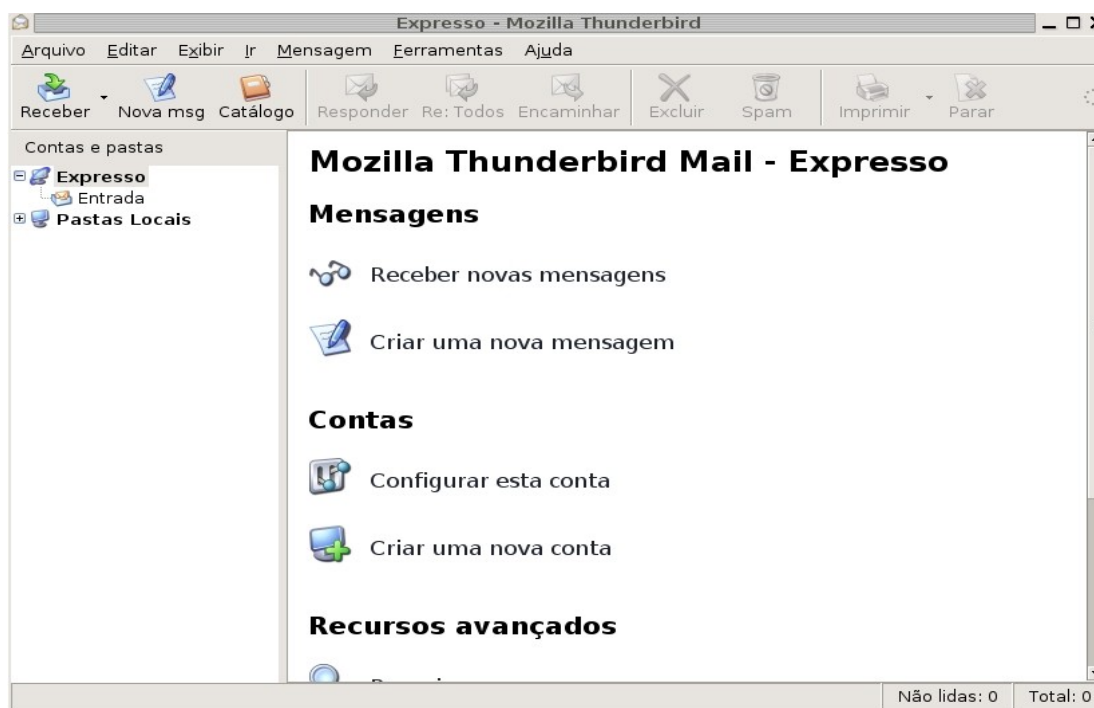 Expresso - Mozilla Thunderbird
Arquivo Editar Exibir Ir Mensagem Ferramentas Ajuda
Receber Nova msg Catálogo Responder Re: Todos Encaminhar Excluir Spam Imprimir Parar
Contas e pastas
Expresso
Entrada
Pastas Locais
Mozilla Thunderbird Mail - Expresso
Mensagens
Receber novas mensagens
Criar uma nova mensagem
Contas
Configurar esta conta
Criar uma nova conta
Recursos avançados
Não lidas: 0 Total: 0